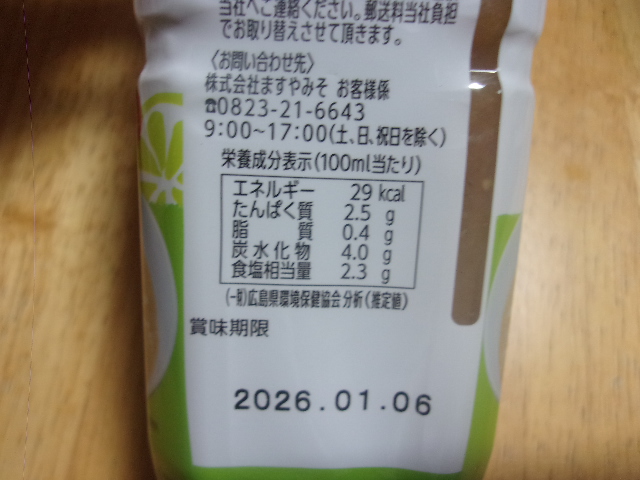 当社へご連絡ください。郵送料当社負担
でお取り替えさせて頂きます。
〈お問い合わせ先〉
株式会社ますやみそ お客様係
☎0823-21-6643
9:00~17:00(土、日、祝日を除く)
栄養成分表示(100ml当たり)
エネルギー 29 kcal
たんぱく質 2.5 g
脂質 0.4 g
炭水化物 4.0 g
食塩相当量 2.3 g
(一財)広島県環境保健協会分析(推定値)
賞味期限
2026.01.06